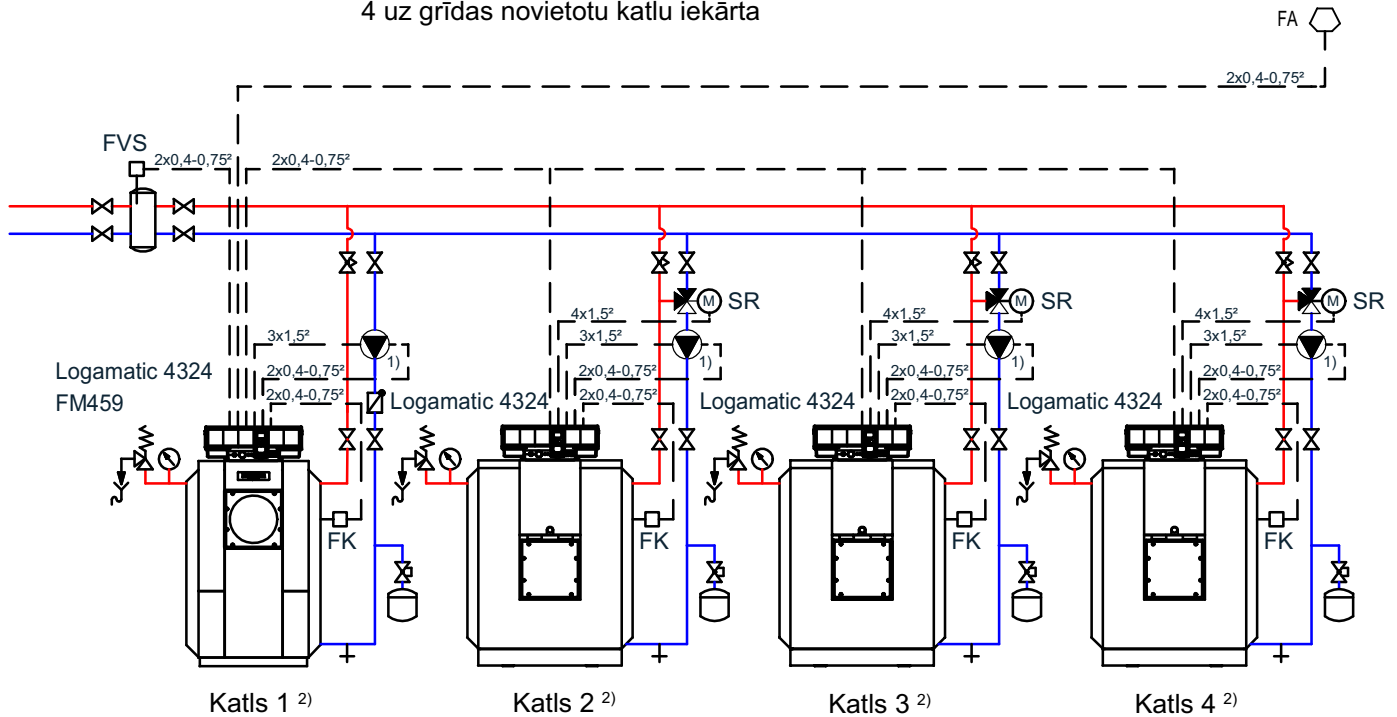 4 uz grīdas novietotu katlu iekārta
FA
2x0,4-0,75²
FVS
2x0,4-0,75²
2x0,4-0,75²
M
SR
M
SR
M
SR
4x1,5²
4x1,5²
4x1,5²
3x1,5²
1)
3x1,5²
1)
3x1,5²
1)
3x1,5²
1)
Logamatic 4324
FM459
2x0,4-0,75²
2x0,4-0,75²
2x0,4-0,75²
2x0,4-0,75²
2x0,4-0,75²
Logamatic 4324
2x0,4-0,75²
Logamatic 4324
2x0,4-0,75²
Logamatic 4324
2x0,4-0,75²
FK
FK
FK
FK
Katls 1 2)
Katls 2 2)
Katls 3 2)
Katls 4 2)